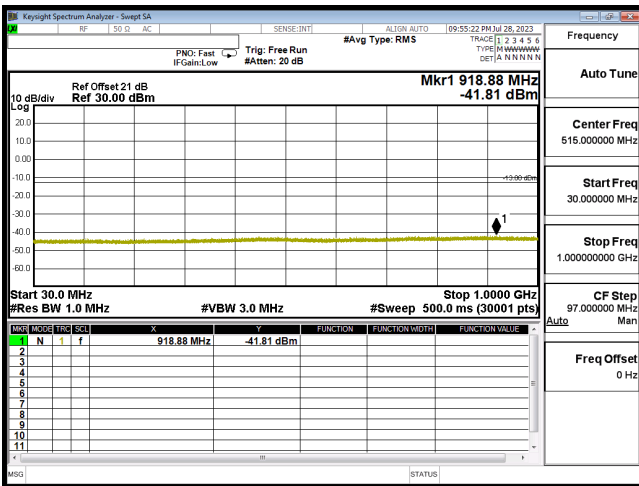 Keysight Spectrum Analyzer - Swept SA
RF 50 Ω AC SENSE:INT ALIGN AUTO 09:55:22 PM Jul 28, 2023
#Avg Type: RMS TRACE 1 2 3 4 5 6
PNO: Fast Trig: Free Run TYPE M WWWWW
IFGain:Low #Atten: 20 dB DET A N N N N N
Ref Offset 21 dB Mkr1 918.88 MHz
10 dB/div Ref 30.00 dBm -41.81 dBm
Log
20.0
10.0
0.00
-10.0
-13.00 dBm
-20.0
-30.0
1
-40.0
-50.0
-60.0
Start 30.0 MHz Stop 1.0000 GHz
#Res BW 1.0 MHz #VBW 3.0 MHz #Sweep 500.0 ms (30001 pts)
MKR MODE TRC SCL X Y FUNCTION FUNCTION WIDTH FUNCTION VALUE
1 N 1 f 918.88 MHz -41.81 dBm
2
3
4
5
6
7
8
9
10
11
MSG STATUS
Frequency
Auto Tune
Center Freq
515.000000 MHz
Start Freq
30.000000 MHz
Stop Freq
1.000000000 GHz
CF Step
97.000000 MHz
Auto Man
Freq Offset
0 Hz